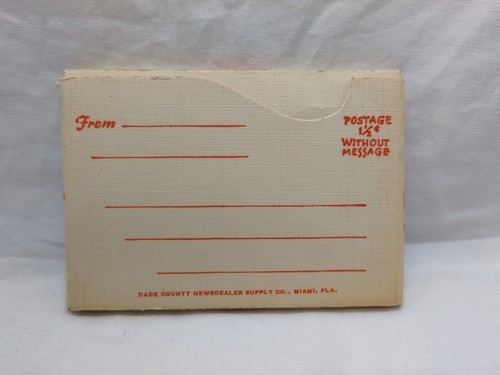 From
POSTAGE
1½¢
WITHOUT
MESSAGE
DADE COUNTY NEWSDEALER SUPPLY CO., MIAMI, FLA.